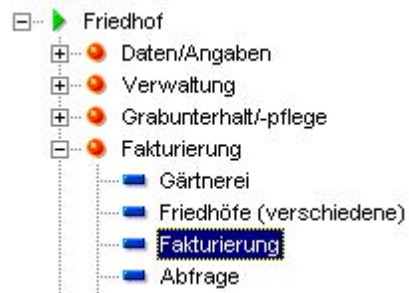 Friedhof
Daten/Angaben
Verwaltung
Grabunterhalt/-pflege
Fakturierung
Gärtnerei
Friedhöfe (verschiedene)
Fakturierung
Abfrage